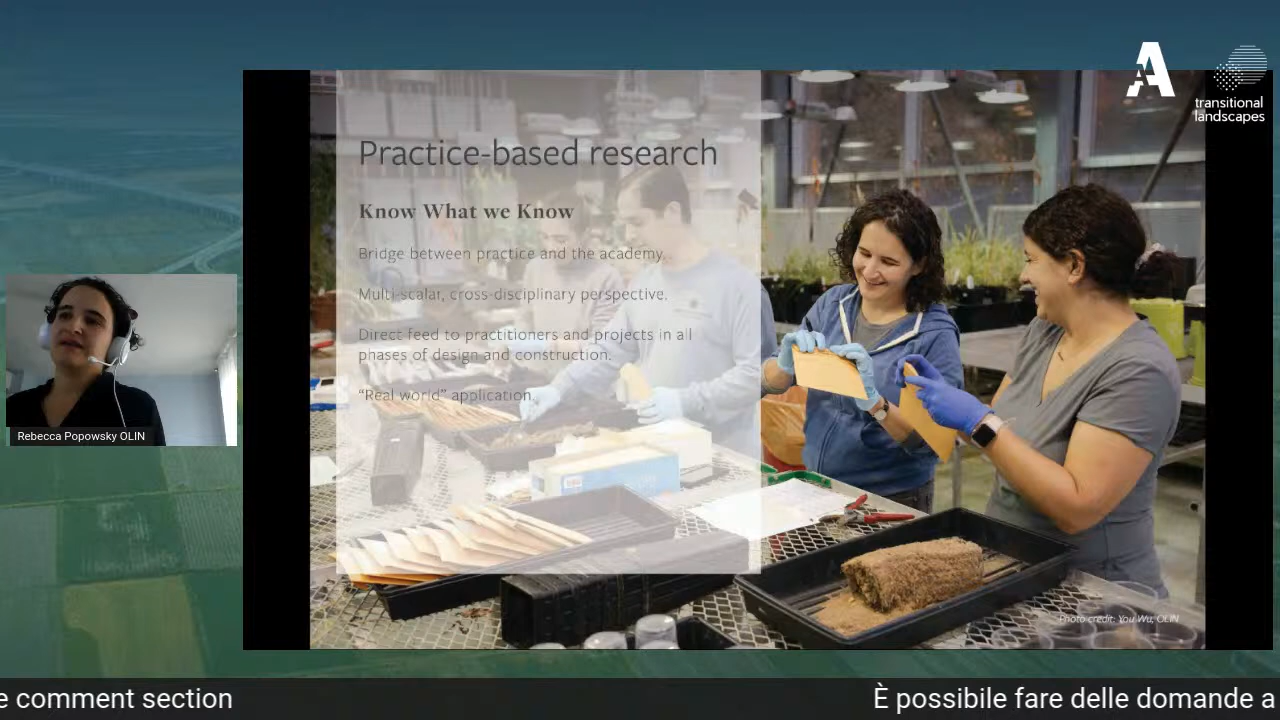 A
transitional
landscapes
Practice-based research
Know What we Know
Bridge between practice and the academy.
Multi-scalar, cross-disciplinary perspective.
Direct feed to practitioners and projects in all
phases of design and construction.
“Real world” application.
Rebecca Popowsky OLIN
Photo credit: You Wu, OLIN
e comment section
È possibile fare delle domande a